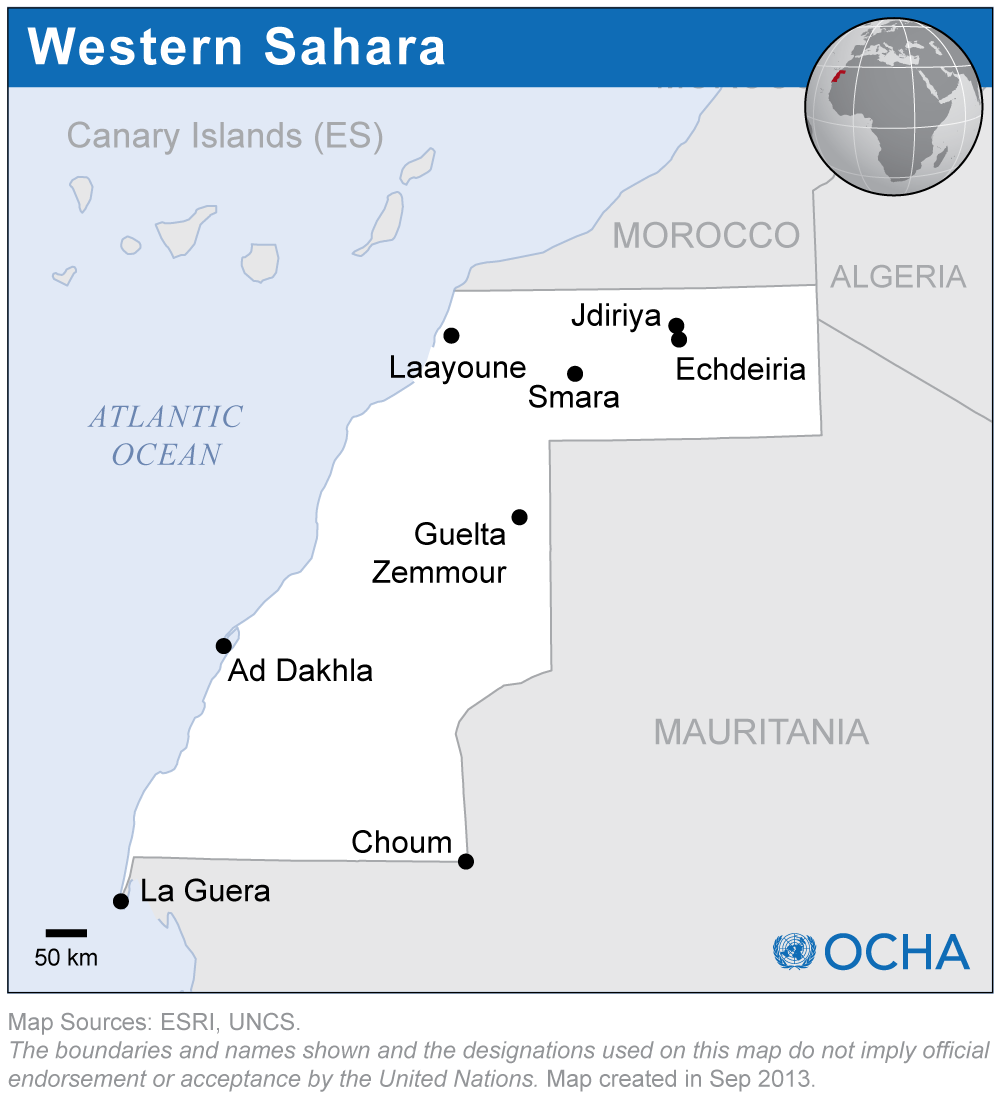 Western Sahara
Canary Islands (ES)
MOROCCO
ALGERIA
Jdiriya
Laayoune
Echdeiria
Smara
ATLANTIC
OCEAN
Guelta
Zemmour
Ad Dakhla
MAURITANIA
Choum
La Guera
50 km
OCHA
Map Sources: ESRI, UNCS.
The boundaries and names shown and the designations used on this map do not imply official
endorsement or acceptance by the United Nations. Map created in Sep 2013.